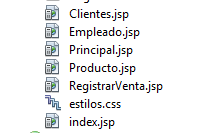 Clientes.jsp
Empleado.jsp
Principal.jsp
Producto.jsp
RegistrarVenta.jsp
estilos.css
index.jsp